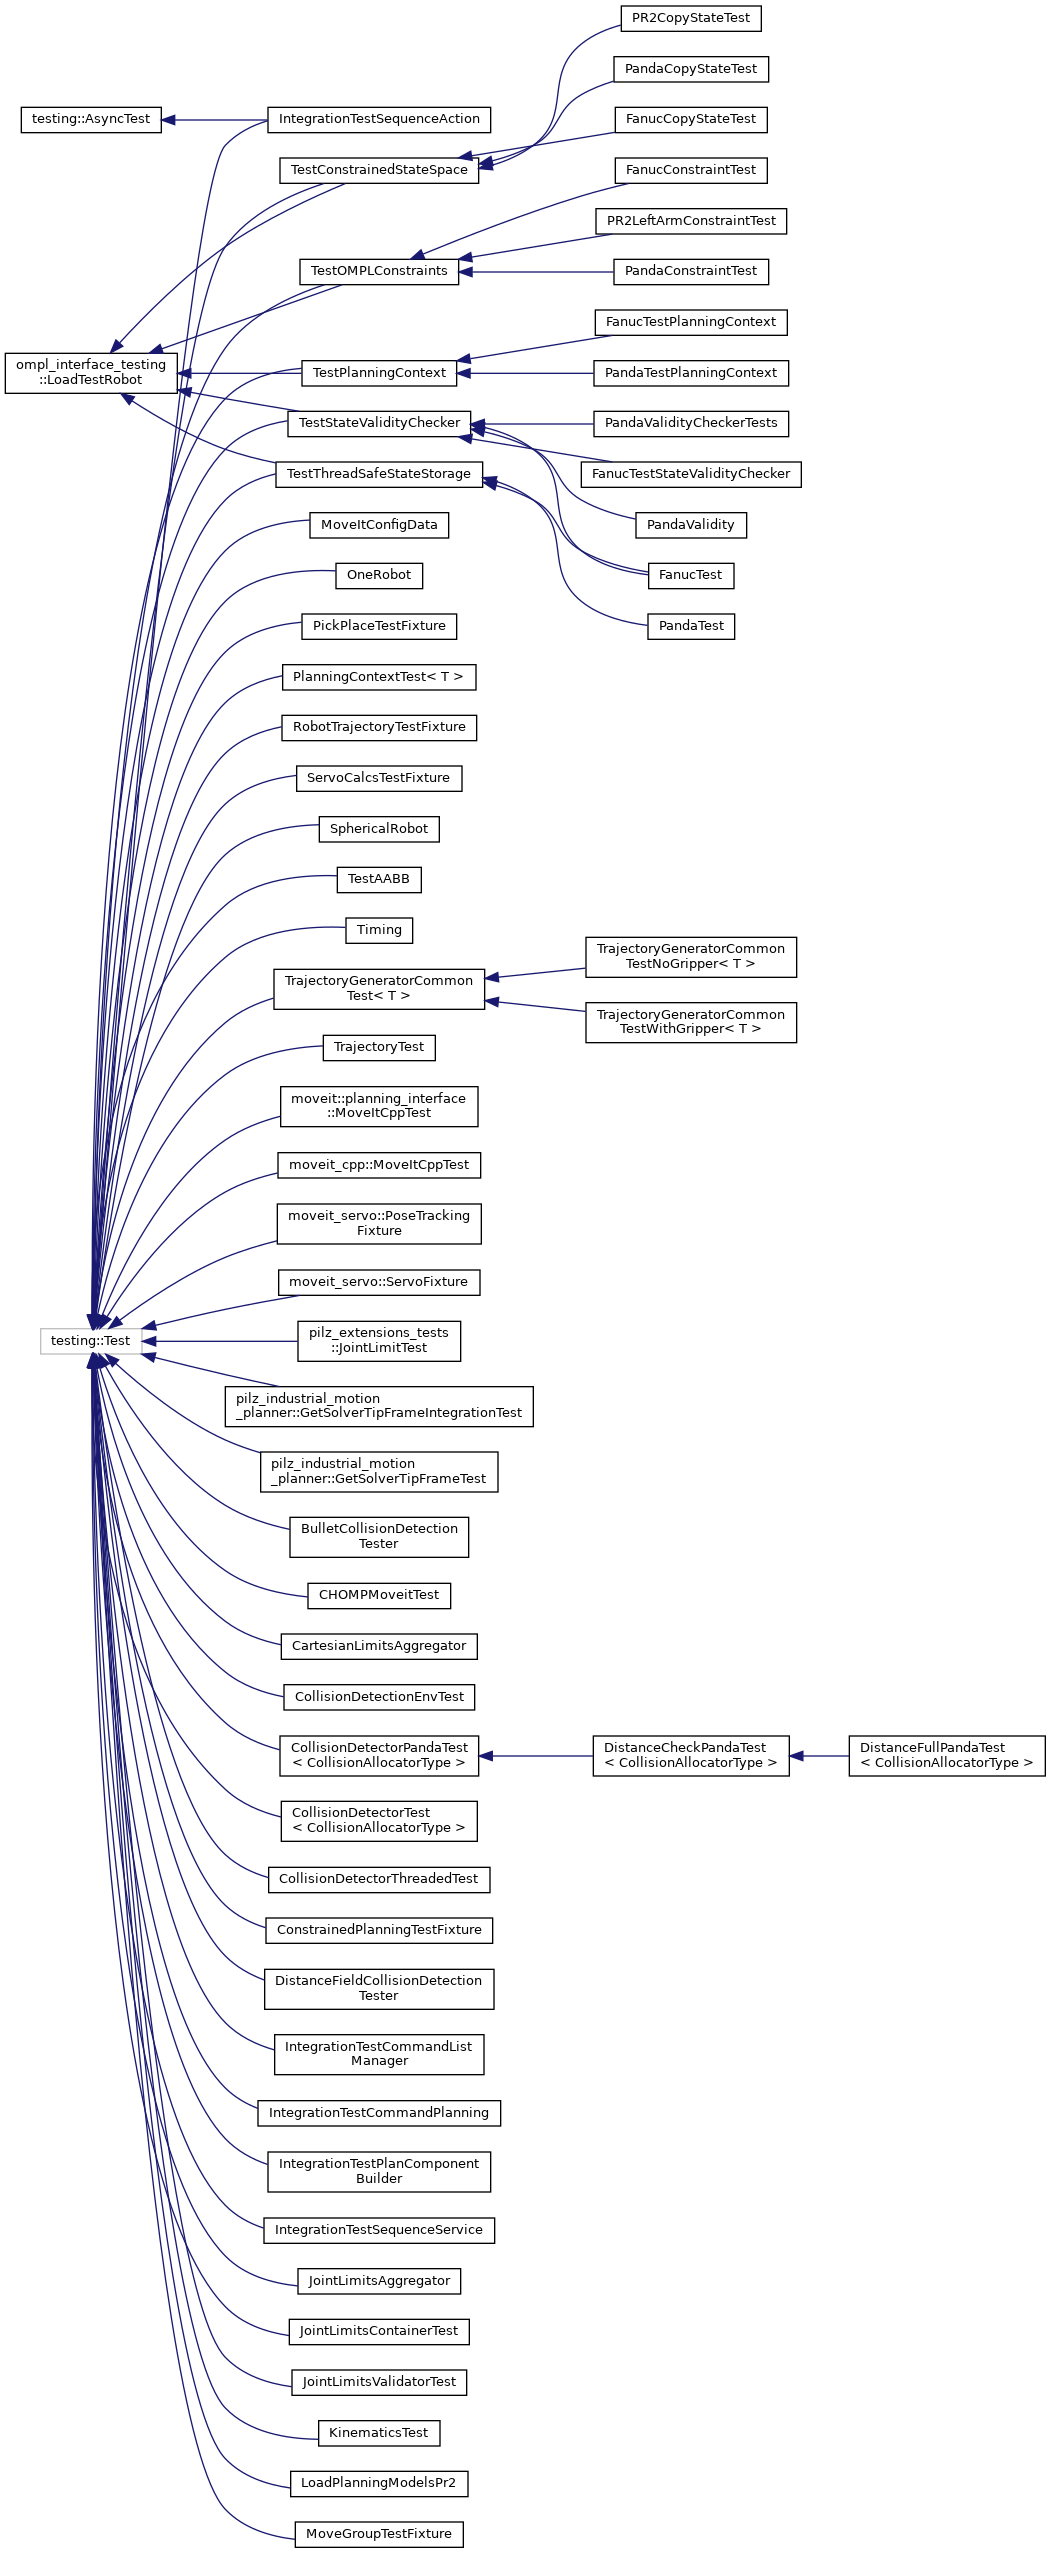 PR2CopyStateTest
PandaCopyStateTest
testing::AsyncTest
IntegrationTestSequenceAction
FanucCopyStateTest
TestConstrainedStateSpace
FanucConstraintTest
PR2LeftArmConstraintTest
TestOMPLConstraints
PandaConstraintTest
FanucTestPlanningContext
ompl_interface_testing
::LoadTestRobot
TestPlanningContext
PandaTestPlanningContext
TestStateValidityChecker
PandaValidityCheckerTests
TestThreadSafeStateStorage
FanucTestStateValidityChecker
MoveItConfigData
PandaValidity
OneRobot
FanucTest
PickPlaceTestFixture
PandaTest
PlanningContextTest< T >
RobotTrajectoryTestFixture
ServoCalcsTestFixture
SphericalRobot
TestAABB
Timing
TrajectoryGeneratorCommon
TestNoGripper< T >
TrajectoryGeneratorCommon
Test< T >
TrajectoryGeneratorCommon
TestWithGripper< T >
TrajectoryTest
moveit::planning_interface
::MoveItCppTest
moveit_cpp::MoveItCppTest
moveit_servo::PoseTracking
Fixture
moveit_servo::ServoFixture
testing::Test
pilz_extensions_tests
::JointLimitTest
pilz_industrial_motion
_planner::GetSolverTipFrameIntegrationTest
pilz_industrial_motion
_planner::GetSolverTipFrameTest
BulletCollisionDetection
Tester
CHOMPMoveitTest
CartesianLimitsAggregator
CollisionDetectionEnvTest
CollisionDetectorPandaTest
< CollisionAllocatorType >
DistanceCheckPandaTest
< CollisionAllocatorType >
DistanceFullPandaTest
< CollisionAllocatorType >
CollisionDetectorTest
< CollisionAllocatorType >
CollisionDetectorThreadedTest
ConstrainedPlanningTestFixture
DistanceFieldCollisionDetection
Tester
IntegrationTestCommandList
Manager
IntegrationTestCommandPlanning
IntegrationTestPlanComponent
Builder
IntegrationTestSequenceService
JointLimitsAggregator
JointLimitsContainerTest
JointLimitsValidatorTest
KinematicsTest
LoadPlanningModelsPr2
MoveGroupTestFixture